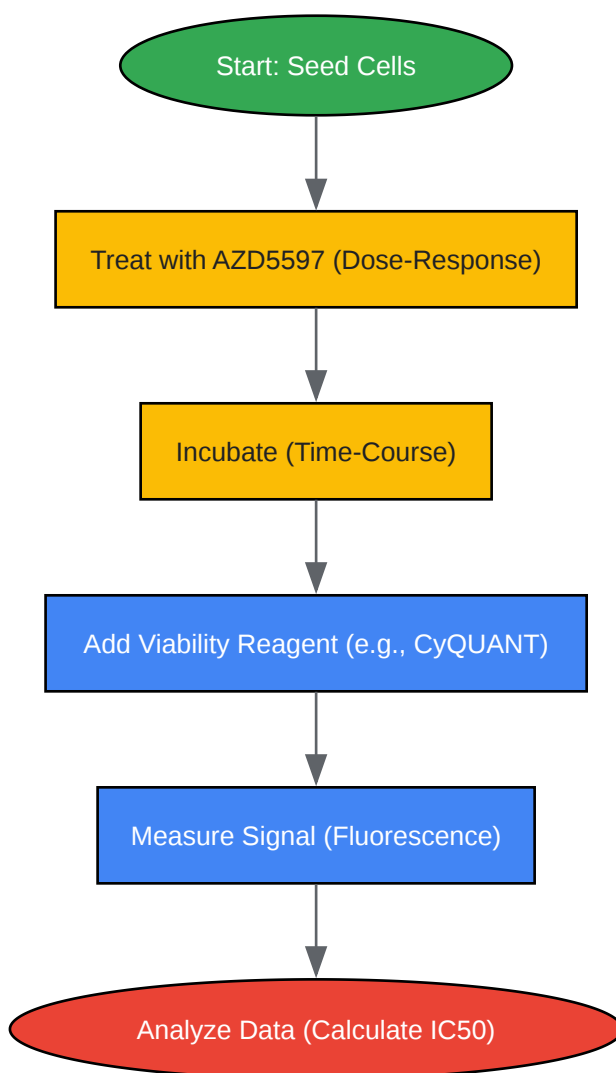 Start: Seed Cells
Treat with AZD5597 (Dose-Response)
Incubate (Time-Course)
Add Viability Reagent (e.g., CyQUANT)
Measure Signal (Fluorescence)
Analyze Data (Calculate IC50)